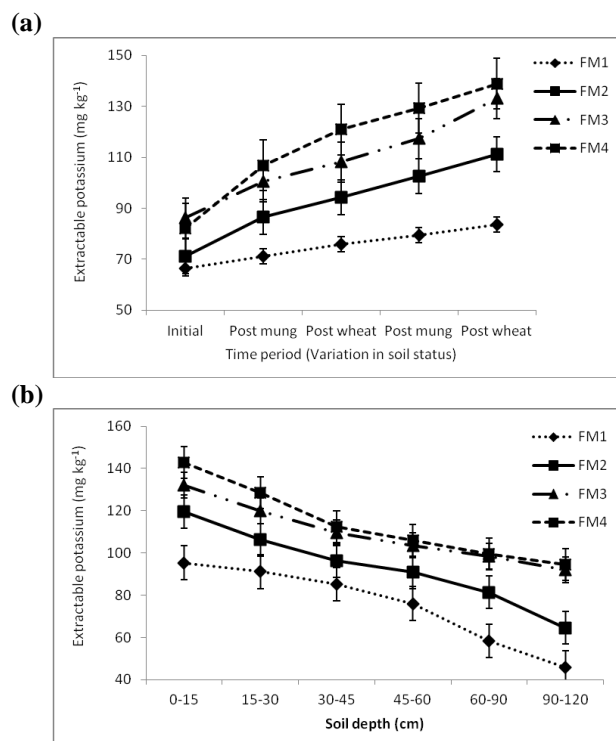 (a)
150
130
110
90
70
50
Extractable potassium (mg kg⁻¹)
FM1
FM2
FM3
FM4
Initial Post mung Post wheat Post mung Post wheat
Time period (Variation in soil status)
(b)
160
140
120
100
80
60
40
Extractable potassium (mg kg⁻¹)
FM1
FM2
FM3
FM4
0-15 15-30 30-45 45-60 60-90 90-120
Soil depth (cm)